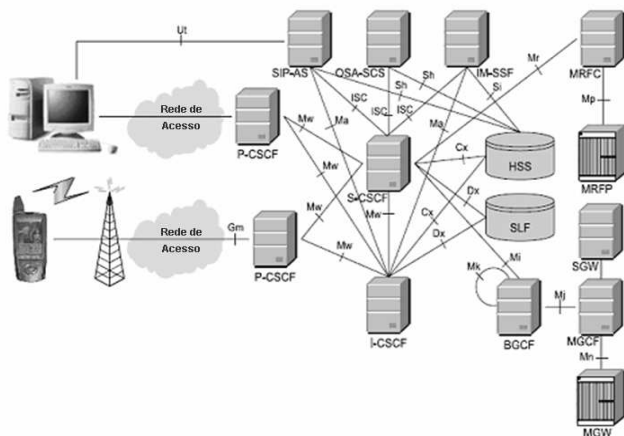 Ut
SIP-AS
OSA-SCS
IM-SSF
MRFC
Mr
Sh
Sh
Si
Mp
ISC
ISC
ISC
Rede de
Acesso
P-CSCF
Mw
Ma
Ma
Cx
HSS
MRFP
Mw
S-CSCF
Dx
Mw
Mw
Cx
SLF
SGW
Rede de
Acesso
Gm
P-CSCF
Mw
Dx
Mi
Mk
Mj
I-CSCF
BGCF
MGCF
Mn
MGW